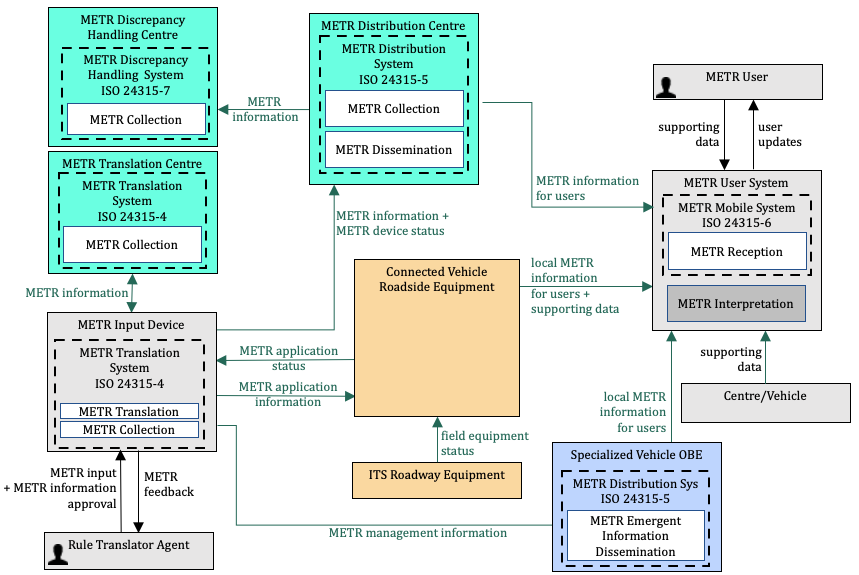 METR Discrepancy
Handling Centre
METR Discrepancy
Handling System
ISO 24315-7
METR Collection
METR Translation Centre
METR Translation
System
ISO 24315-4
METR Collection
METR information
METR Input Device
METR Translation
System
ISO 24315-4
METR Translation
METR Collection
METR input
+ METR information
approval
METR
feedback
Rule Translator Agent
METR
information
METR Distribution Centre
METR Distribution
System
ISO 24315-5
METR Collection
METR Dissemination
METR information +
METR device status
Connected Vehicle
Roadside Equipment
METR application
status
METR application
information
field equipment
status
ITS Roadway Equipment
METR management information
METR information
for users
local METR
information
for users +
supporting data
METR User
supporting
data
user
updates
METR User System
METR Mobile System
ISO 24315-6
METR Reception
METR Interpretation
supporting
data
Centre/Vehicle
local METR
information
for users
Specialized Vehicle OBE
METR Distribution Sys
ISO 24315-5
METR Emergent
Information
Dissemination